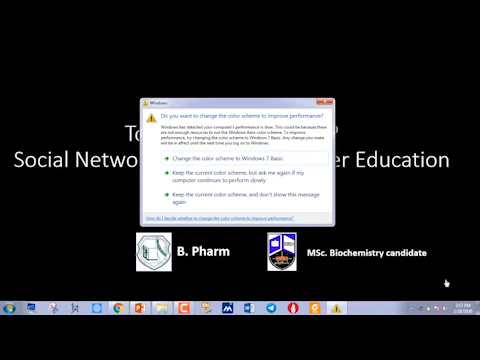 Windows
Do you want to change the color scheme to improve performance?
Windows has detected your computer's performance is slow. This could be because there
are not enough resources to run the Windows Aero color scheme. To improve
performance, try changing the color scheme to Windows 7 Basic. Any change you make
will be in effect until the next time you log on to Windows.
To
Social Netwo
er Education
Change the color scheme to Windows 7 Basic
Keep the current color scheme, but ask me again if my
computer continues to perform slowly
Keep the current color scheme, and don't show this message
again
How do I decide whether to change the color scheme to improve performance?
B. Pharm
MSc. Biochemistry candidate